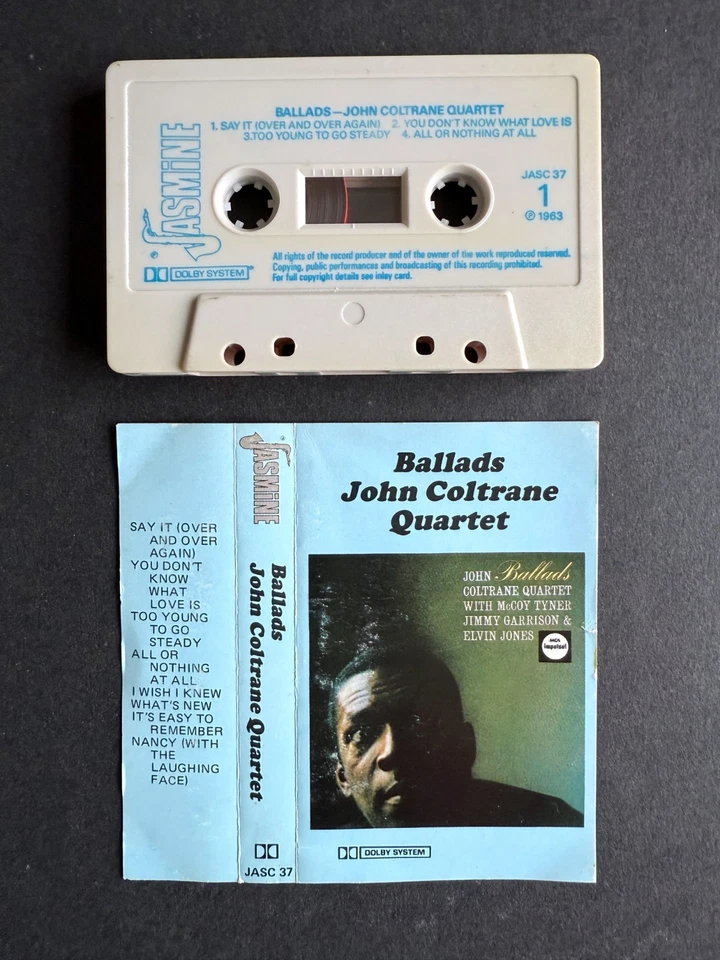 BALLADS—JOHN COLTRANE QUARTET
1. SAY IT (OVER AND OVER AGAIN) 2. YOU DON'T KNOW WHAT LOVE IS
3.TOO YOUNG TO GO STEADY 4. ALL OR NOTHING AT ALL
JASMiNE
JASC 37
1
℗ 1963
DOLBY SYSTEM
All rights of the record producer and of the owner of the work reproduced reserved.
Copying, public performances and broadcasting of this recording prohibited.
For full copyright details see inlay card.
SAY IT (OVER
AND OVER
AGAIN)
YOU DON'T
KNOW
WHAT
LOVE IS
TOO YOUNG
TO GO
STEADY
ALL OR
NOTHING
AT ALL
I WISH I KNEW
WHAT'S NEW
IT'S EASY TO
REMEMBER
NANCY (WITH
THE
LAUGHING
FACE)
JASMiNE
Ballads
John Coltrane Quartet
JASC 37
Ballads
John Coltrane
Quartet
JOHN Ballads
COLTRANE QUARTET
WITH McCOY TYNER
JIMMY GARRISON &
ELVIN JONES
MCA
impulse!
DOLBY SYSTEM